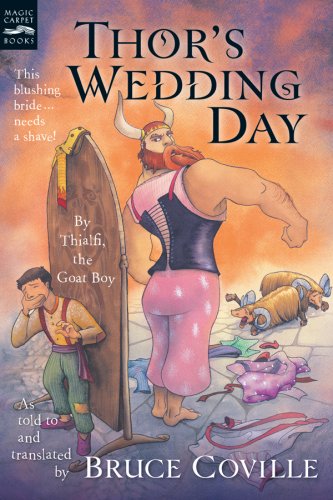 MAGIC
CARPET
BOOKS
THOR'S
WEDDING
DAY
This
blushing
bride...
needs
a shave!
By
Thialfi,
the
Goat Boy
As
told to
and
translated
by
BRUCE COVILLE